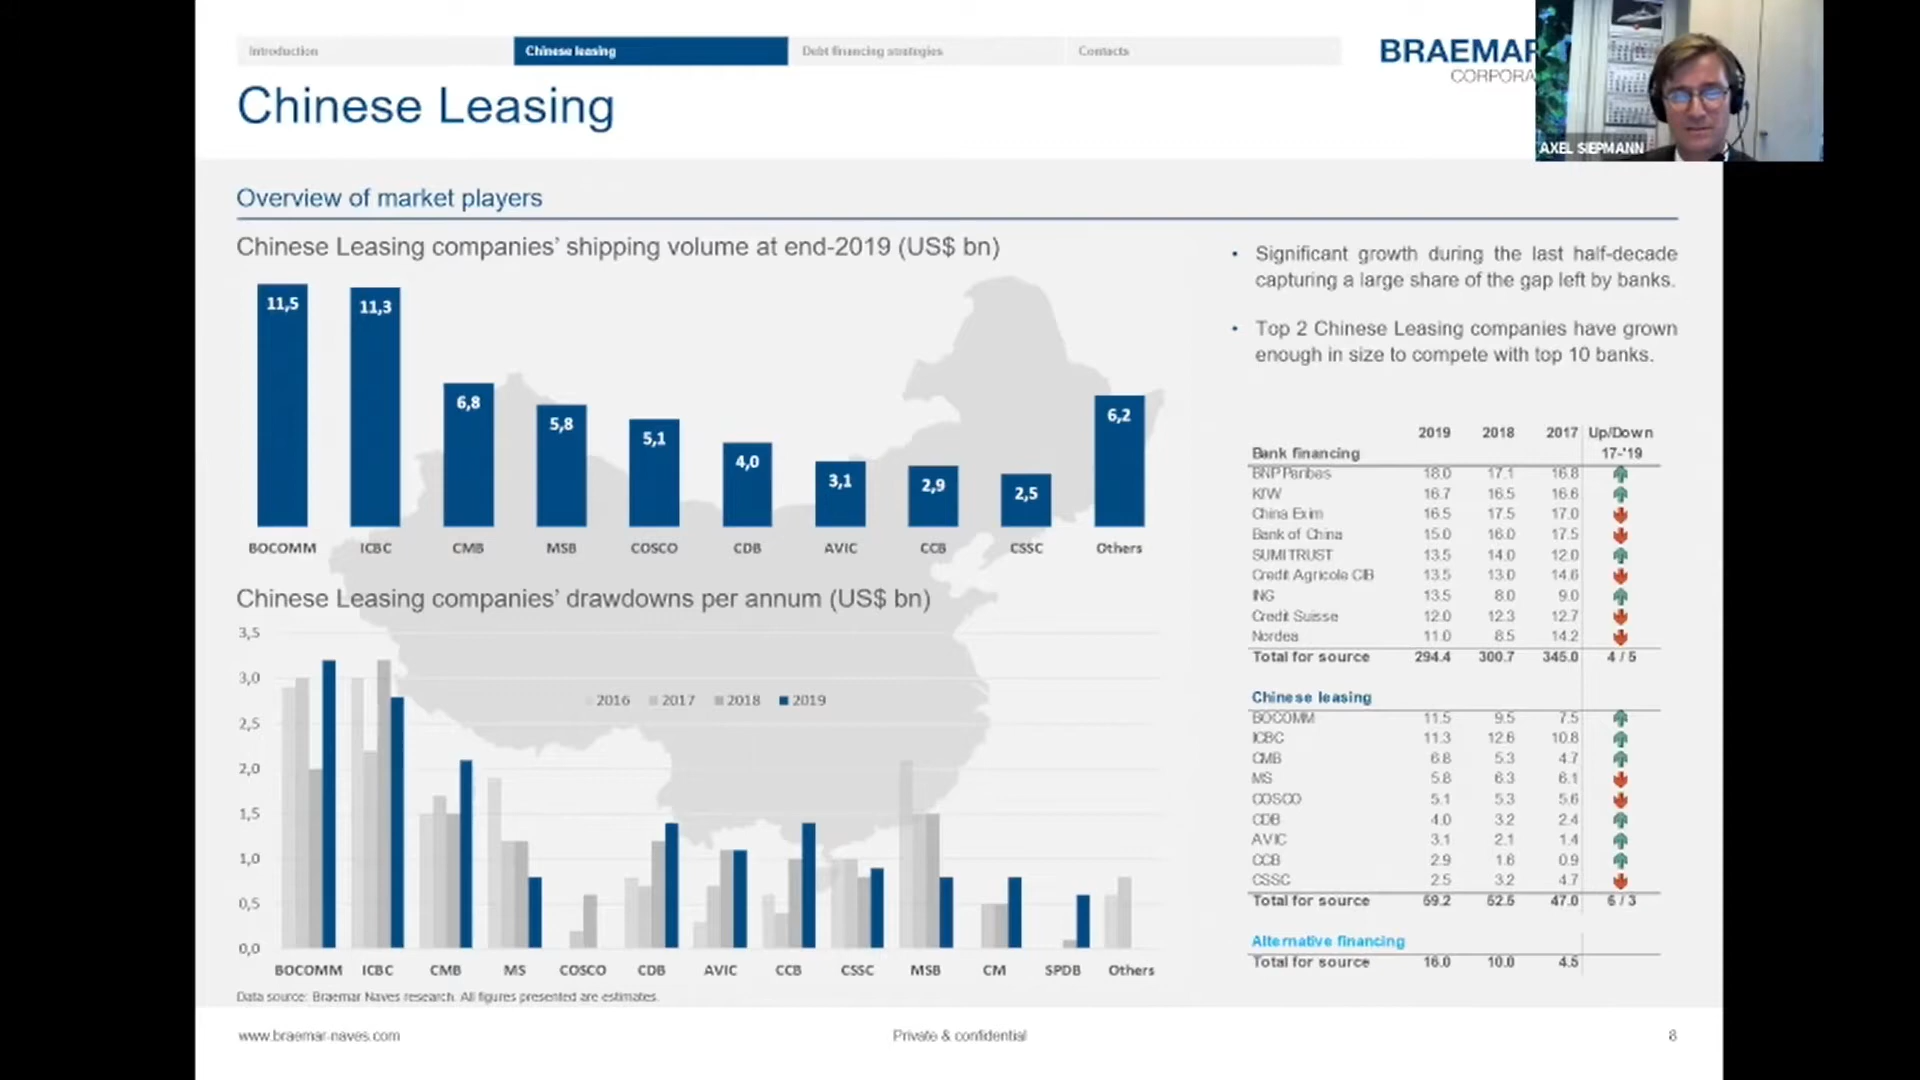 Introduction
Chinese leasing
Debt financing strategies
Contacts
BRAEMAR
CORPORA
Chinese Leasing
AXEL SIEPMANN
Overview of market players
Chinese Leasing companies’ shipping volume at end-2019 (US$ bn)
11,5 11,3 6,8 5,8 5,1 4,0 3,1 2,9 2,5 6,2
BOCOMM ICBC CMB MSB COSCO CDB AVIC CCB CSSC Others
Chinese Leasing companies’ drawdowns per annum (US$ bn)
3,5
3,0
2,5
2,0
1,5
1,0
0,5
0,0
2016 2017 2018 2019
BOCOMM ICBC CMB MS COSCO CDB AVIC CCB CSSC MSB CM SPDB Others
Data source: Braemar Naves research. All figures presented are estimates.
• Significant growth during the last half-decade
capturing a large share of the gap left by banks.
• Top 2 Chinese Leasing companies have grown
enough in size to compete with top 10 banks.
2019 2018 2017 Up/Down
Bank financing 17-'19
BNP Paribas 18.0 17.1 16.8
KfW 16.7 16.5 16.6
China Exim 16.5 17.5 17.0
Bank of China 15.0 16.0 17.5
SUMI TRUST 13.5 14.0 12.0
Credit Agricole CIB 13.5 13.0 14.6
ING 13.5 8.0 9.0
Credit Suisse 12.0 12.3 12.7
Nordea 11.0 8.5 14.2
Total for source 294.4 300.7 345.0 4 / 5
Chinese leasing
BOCOMM 11.5 9.5 7.5
ICBC 11.3 12.6 10.8
CMB 6.8 5.3 4.7
MS 5.8 6.3 6.1
COSCO 5.1 5.3 5.6
CDB 4.0 3.2 2.4
AVIC 3.1 2.1 1.4
CCB 2.9 1.6 0.9
CSSC 2.5 3.2 4.7
Total for source 59.2 52.5 47.0 6 / 3
Alternative financing
Total for source 16.0 10.0 4.5
www.braemar-naves.com
Private & confidential
8